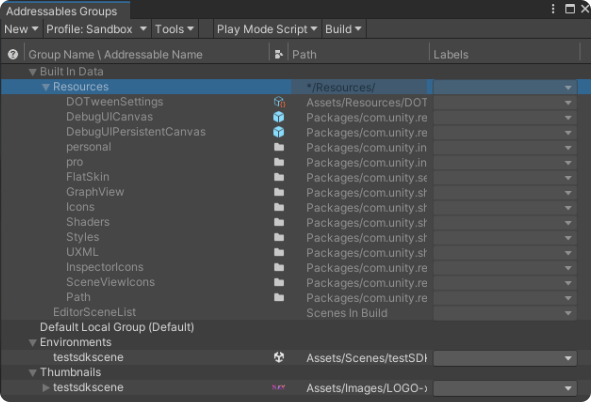 Addressables Groups
New Profile: Sandbox Tools Play Mode Script Build
Group Name \ Addressable Name Path Labels
Built In Data
Resources */Resources/
DOTweenSettings Assets/Resources/DOT
DebugUICanvas Packages/com.unity.re
DebugUIPersistentCanvas Packages/com.unity.re
personal Packages/com.unity.in
pro Packages/com.unity.in
FlatSkin Packages/com.unity.se
GraphView Packages/com.unity.sh
Icons Packages/com.unity.sh
Shaders Packages/com.unity.sh
Styles Packages/com.unity.sh
UXML Packages/com.unity.sh
InspectorIcons Packages/com.unity.re
SceneViewIcons Packages/com.unity.re
Path Packages/com.unity.re
EditorSceneList Scenes In Build
Default Local Group (Default)
Environments
testsdkscene Assets/Scenes/testSDK
Thumbnails
testsdkscene Assets/Images/LOGO-x